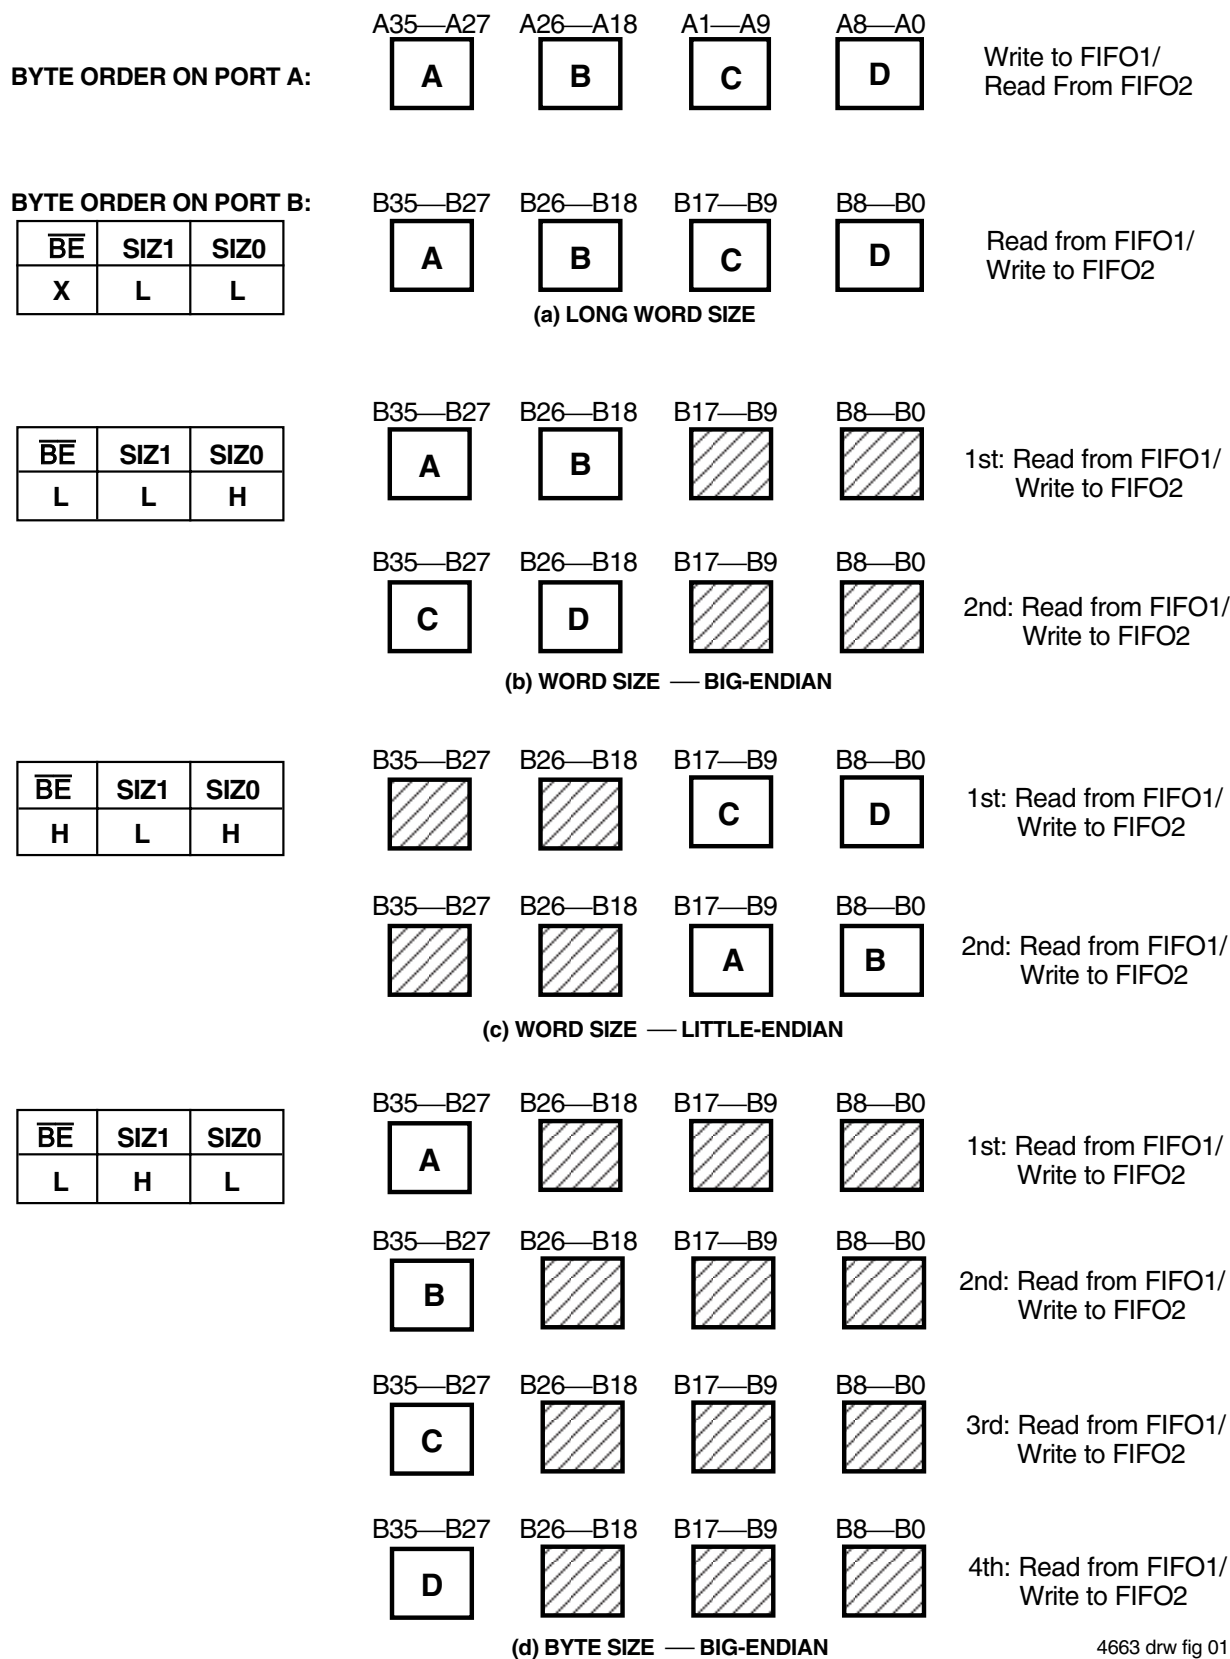 A35—A27 A26—A18 A1—A9 A8—A0
BYTE ORDER ON PORT A: A B C D Write to FIFO1/
Read From FIFO2
BYTE ORDER ON PORT B: B35—B27 B26—B18 B17—B9 B8—B0
B̅E̅ SIZ1 SIZ0 A B C D Read from FIFO1/
X L L Write to FIFO2
(a) LONG WORD SIZE
B35—B27 B26—B18 B17—B9 B8—B0
B̅E̅ SIZ1 SIZ0 A B 1st: Read from FIFO1/
L L H Write to FIFO2
B35—B27 B26—B18 B17—B9 B8—B0
C D 2nd: Read from FIFO1/
Write to FIFO2
(b) WORD SIZE — BIG-ENDIAN
B35—B27 B26—B18 B17—B9 B8—B0
B̅E̅ SIZ1 SIZ0 C D 1st: Read from FIFO1/
H L H Write to FIFO2
B35—B27 B26—B18 B17—B9 B8—B0
A B 2nd: Read from FIFO1/
Write to FIFO2
(c) WORD SIZE — LITTLE-ENDIAN
B35—B27 B26—B18 B17—B9 B8—B0
B̅E̅ SIZ1 SIZ0 A 1st: Read from FIFO1/
L H L Write to FIFO2
B35—B27 B26—B18 B17—B9 B8—B0
B 2nd: Read from FIFO1/
Write to FIFO2
B35—B27 B26—B18 B17—B9 B8—B0
C 3rd: Read from FIFO1/
Write to FIFO2
B35—B27 B26—B18 B17—B9 B8—B0
D 4th: Read from FIFO1/
Write to FIFO2
(d) BYTE SIZE — BIG-ENDIAN
4663 drw fig 01